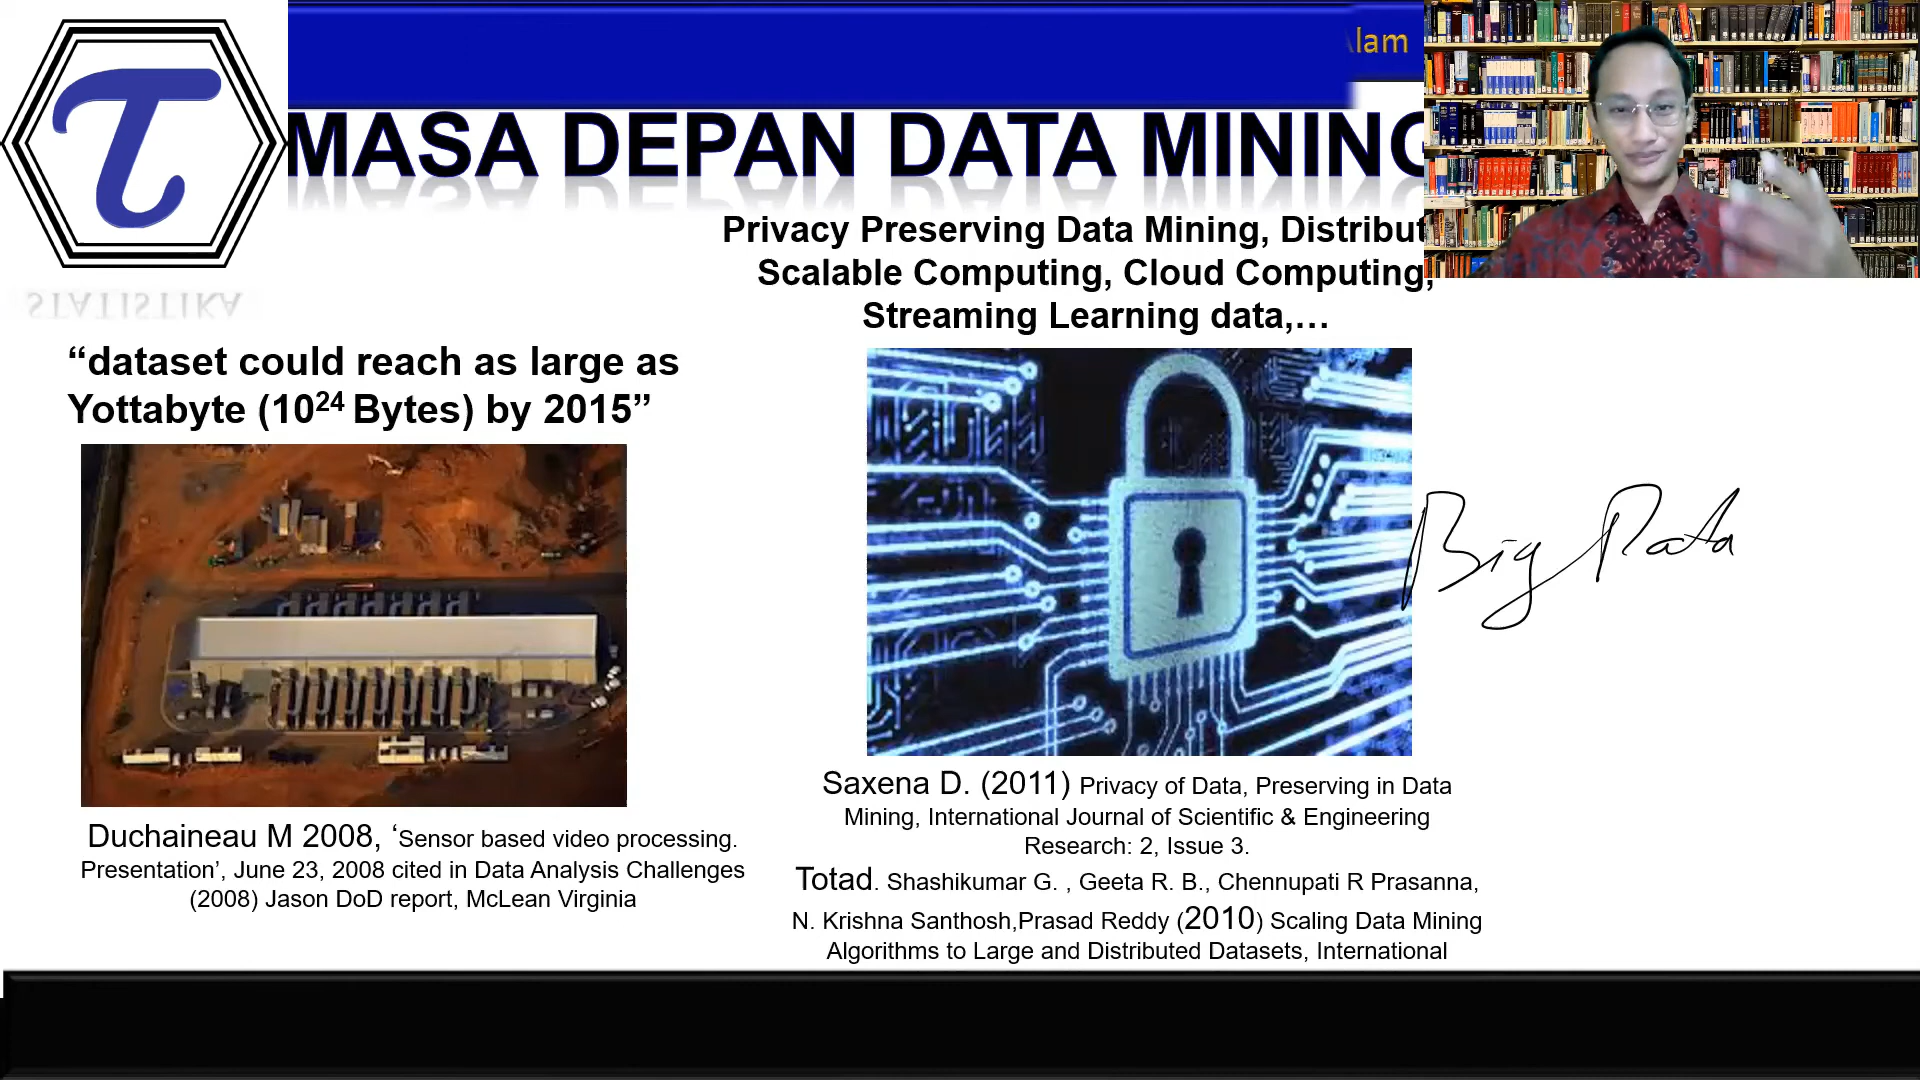 lam
MASA DEPAN DATA MINING
Privacy Preserving Data Mining, Distribut
Scalable Computing, Cloud Computing,
Streaming Learning data,…
STATISTIKA
“dataset could reach as large as
Yottabyte (10²⁴ Bytes) by 2015”
Big Data
Duchaineau M 2008, ‘Sensor based video processing.
Presentation’, June 23, 2008 cited in Data Analysis Challenges
(2008) Jason DoD report, McLean Virginia
Saxena D. (2011) Privacy of Data, Preserving in Data
Mining, International Journal of Scientific & Engineering
Research: 2, Issue 3.
Totad. Shashikumar G. , Geeta R. B., Chennupati R Prasanna,
N. Krishna Santhosh,Prasad Reddy (2010) Scaling Data Mining
Algorithms to Large and Distributed Datasets, International